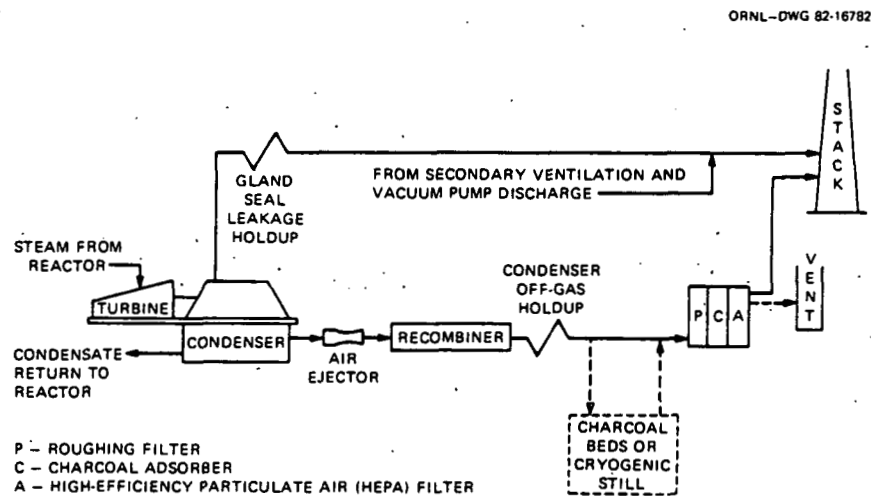 ORNL-DWG 82-16782
STACK
GLAND
SEAL
LEAKAGE
HOLDUP
FROM SECONDARY VENTILATION AND
VACUUM PUMP DISCHARGE
STEAM FROM
REACTOR
TURBINE
CONDENSER
CONDENSATE
RETURN TO
REACTOR
AIR
EJECTOR
RECOMBINER
CONDENSER
OFF-GAS
HOLDUP
P C A
VENT
CHARCOAL
BEDS OR
CRYOGENIC
STILL
P – ROUGHING FILTER
C – CHARCOAL ADSORBER
A – HIGH-EFFICIENCY PARTICULATE AIR (HEPA) FILTER